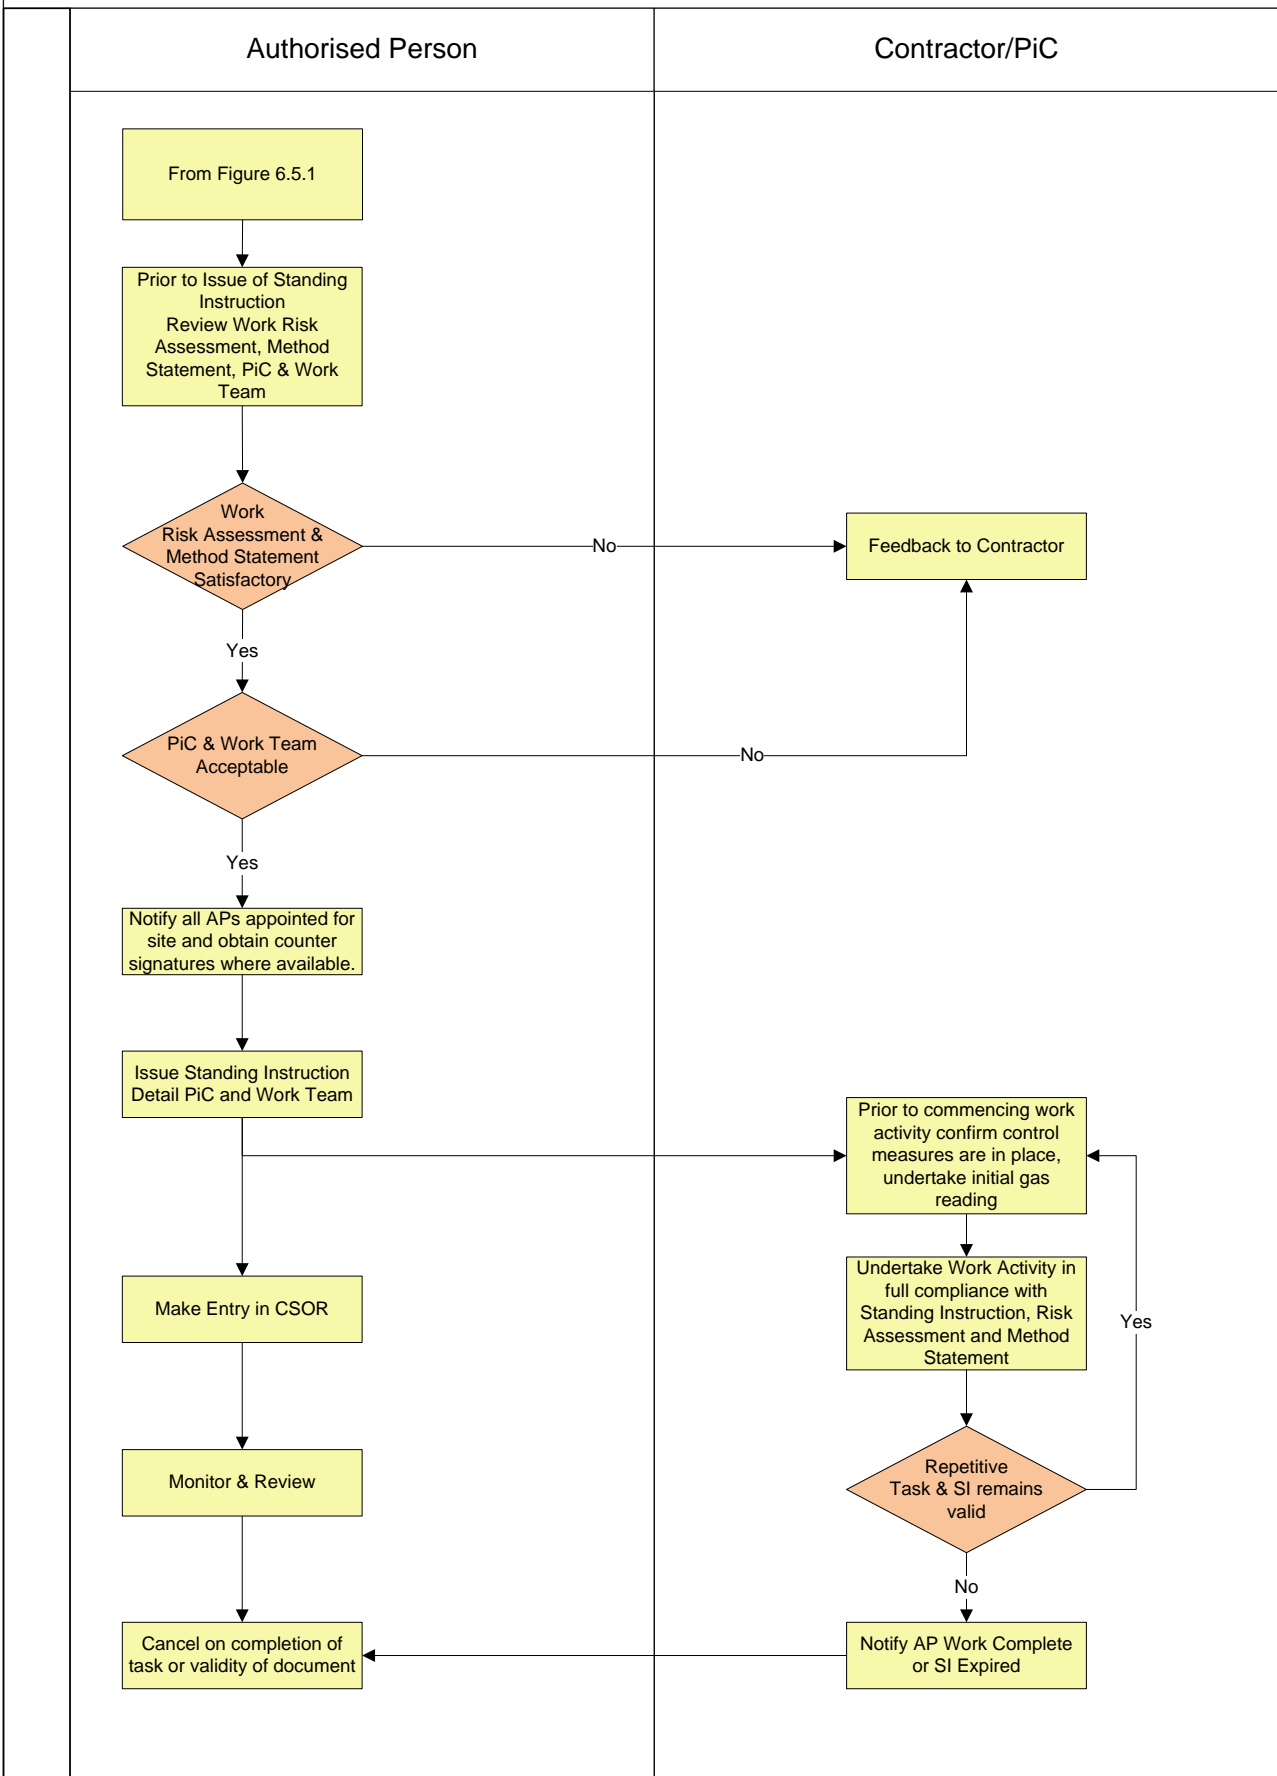 Authorised Person
Contractor/PiC
From Figure 6.5.1
Prior to Issue of Standing
Instruction
Review Work Risk
Assessment, Method
Statement, PiC & Work
Team
Work
Risk Assessment &
Method Statement
Satisfactory
No
Feedback to Contractor
Yes
PiC & Work Team
Acceptable
No
Yes
Notify all APs appointed for
site and obtain counter
signatures where available.
Issue Standing Instruction
Detail PiC and Work Team
Prior to commencing work
activity confirm control
measures are in place,
undertake initial gas
reading
Make Entry in CSOR
Undertake Work Activity in
full compliance with
Standing Instruction, Risk
Assessment and Method
Statement
Yes
Monitor & Review
Repetitive
Task & SI remains
valid
No
Cancel on completion of
task or validity of document
Notify AP Work Complete
or SI Expired